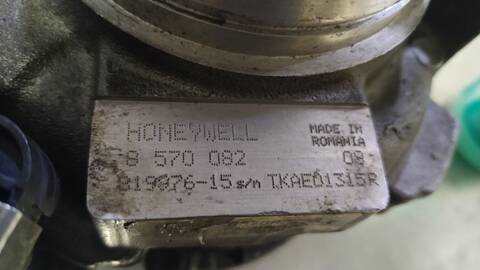 HONEYWELL
MADE IN
ROMANIA
8 570 082
08
819976-15 s/n TKAE01315R